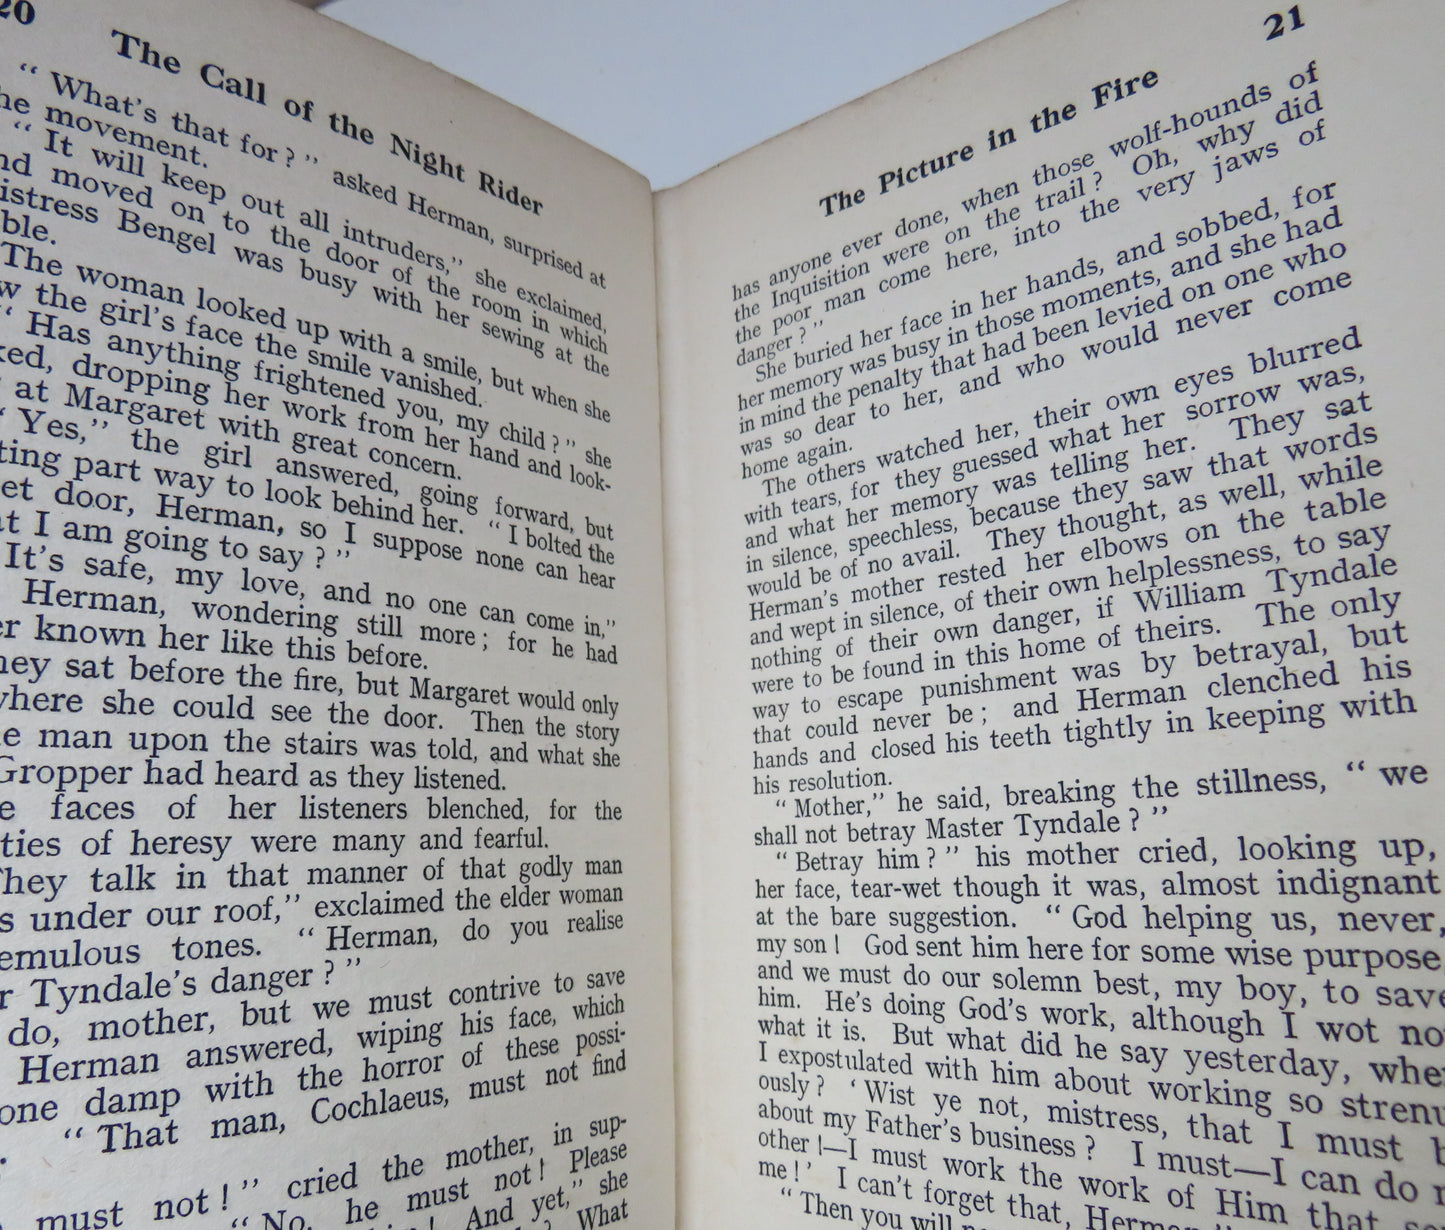 20
The Call of the Night Rider
“ What’s that for ? ” asked Herman, surprised at
he movement.
“ It will keep out all intruders,” she exclaimed,
nd moved on to the door of the room in which
istress Bengel was busy with her sewing at the
ble.
The woman looked up with a smile, but when she
w the girl’s face the smile vanished.
“ Has anything frightened you, my child ? ” she
ked, dropping her work from her hand and look-
at Margaret with great concern.
“ Yes,” the girl answered, going forward, but
ting part way to look behind her. “ I bolted the
et door, Herman, so I suppose none can hear
at I am going to say ? ”
It’s safe, my love, and no one can come in,”
Herman, wondering still more ; for he had
er known her like this before.
hey sat before the fire, but Margaret would only
where she could see the door. Then the story
e man upon the stairs was told, and what she
Gropper had heard as they listened.
e faces of her listeners blenched, for the
ties of heresy were many and fearful.
They talk in that manner of that godly man
s under our roof,” exclaimed the elder woman
emulous tones. “ Herman, do you realise
r Tyndale’s danger ? ”
do, mother, but we must contrive to save
Herman answered, wiping his face, which
one damp with the horror of these possi-
“ That man, Cochlaeus, must not find
must not ! ” cried the mother, in sup-
“ No, he must not ! Please
! And yet,” she
? What
21
The Picture in the Fire
has anyone ever done, when those wolf-hounds of
the Inquisition were on the trail ? Oh, why did
the poor man come here, into the very jaws of
danger ? ”
She buried her face in her hands, and sobbed, for
her memory was busy in those moments, and she had
in mind the penalty that had been levied on one who
was so dear to her, and who would never come
home again.
The others watched her, their own eyes blurred
with tears, for they guessed what her sorrow was,
and what her memory was telling her. They sat
in silence, speechless, because they saw that words
would be of no avail. They thought, as well, while
Herman’s mother rested her elbows on the table
and wept in silence, of their own helplessness, to say
nothing of their own danger, if William Tyndale
were to be found in this home of theirs. The only
way to escape punishment was by betrayal, but
that could never be ; and Herman clenched his
hands and closed his teeth tightly in keeping with
his resolution.
“ Mother,” he said, breaking the stillness, “ we
shall not betray Master Tyndale ? ”
“ Betray him ? ” his mother cried, looking up,
her face, tear-wet though it was, almost indignant
at the bare suggestion. “ God helping us, never,
my son ! God sent him here for some wise purpose
and we must do our solemn best, my boy, to save
him. He’s doing God’s work, although I wot no
what it is. But what did he say yesterday, when
I expostulated with him about working so strenu
ously ? ‘ Wist ye not, mistress, that I must b
about my Father’s business ? I must—I can do n
other !—I must work the work of Him that
me ! ’ I can’t forget that, Herm
“ Then you will